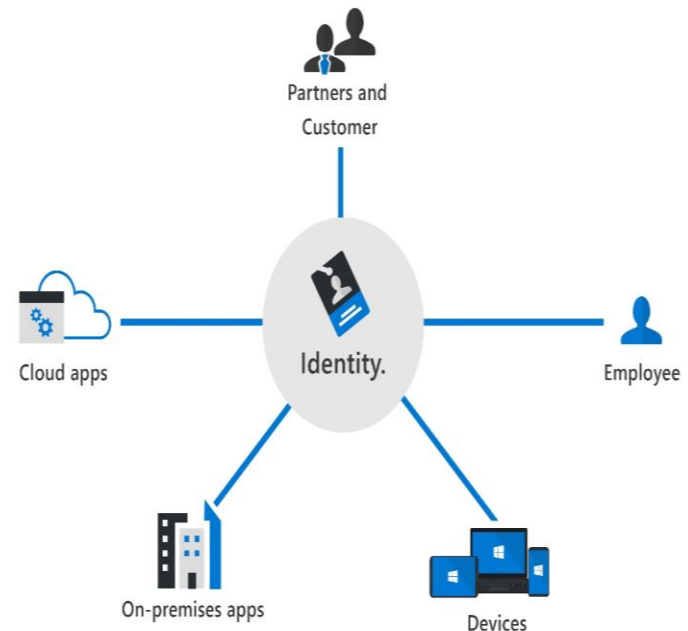 Partners and
Customer
Identity.
Cloud apps
Employee
On-premises apps
Devices